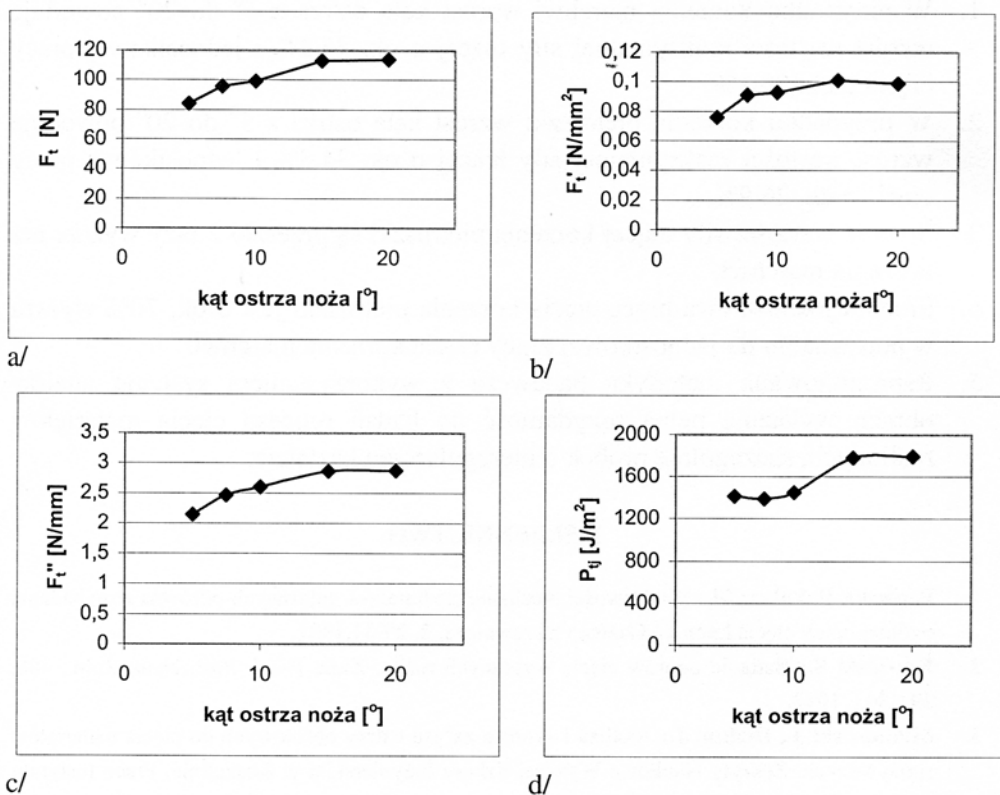 120
100
80
60
40
20
0
F_t [N]
0 10 20
kąt ostrza noża [°]
a/
0,12
0,1
0,08
0,06
0,04
0,02
0
F_t' [N/mm²]
0 10 20
kąt ostrza noża[°]
b/
3,5
3
2,5
2
1,5
1
0,5
0
F_t" [N/mm]
0 10 20
kąt ostrza noża [°]
c/
2000
1600
1200
800
400
0
P_tj [J/m²]
0 10 20
kąt ostrza noża [°]
d/